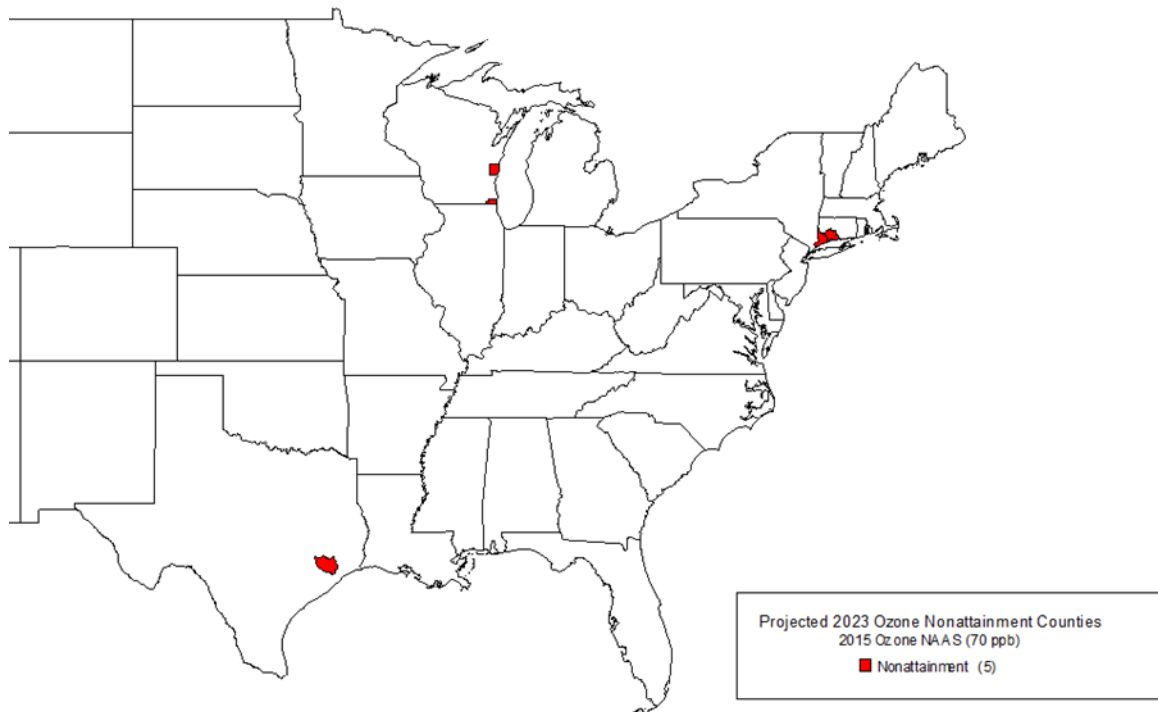 Projected 2023 Ozone Nonattainment Counties
2015 Ozone NAAS (70 ppb)
Nonattainment (5)